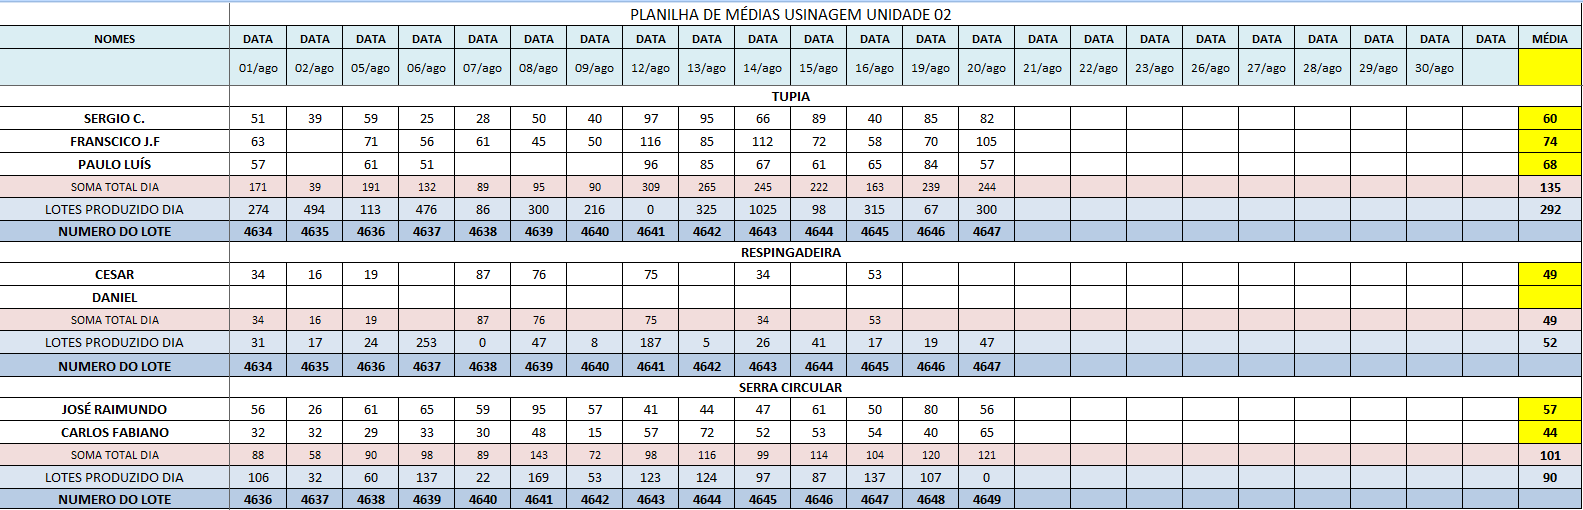 PLANILHA DE MÉDIAS USINAGEM UNIDADE 02
NOMES DATA DATA DATA DATA DATA DATA DATA DATA DATA DATA DATA DATA DATA DATA DATA DATA DATA DATA DATA DATA DATA DATA DATA MÉDIA
01/ago 02/ago 05/ago 06/ago 07/ago 08/ago 09/ago 12/ago 13/ago 14/ago 15/ago 16/ago 19/ago 20/ago 21/ago 22/ago 23/ago 26/ago 27/ago 28/ago 29/ago 30/ago
TUPIA
SERGIO C. 51 39 59 25 28 50 40 97 95 66 89 40 85 82 60
FRANSCICO J.F 63 71 56 61 45 50 116 85 112 72 58 70 105 74
PAULO LUÍS 57 61 51 96 85 67 61 65 84 57 68
SOMA TOTAL DIA 171 39 191 132 89 95 90 309 265 245 222 163 239 244 135
LOTES PRODUZIDO DIA 274 494 113 476 86 300 216 0 325 1025 98 315 67 300 292
NUMERO DO LOTE 4634 4635 4636 4637 4638 4639 4640 4641 4642 4643 4644 4645 4646 4647
RESPINGADEIRA
CESAR 34 16 19 87 76 75 34 53 49
DANIEL
SOMA TOTAL DIA 34 16 19 87 76 75 34 53 49
LOTES PRODUZIDO DIA 31 17 24 253 0 47 8 187 5 26 41 17 19 47 52
NUMERO DO LOTE 4634 4635 4636 4637 4638 4639 4640 4641 4642 4643 4644 4645 4646 4647
SERRA CIRCULAR
JOSÉ RAIMUNDO 56 26 61 65 59 95 57 41 44 47 61 50 80 56 57
CARLOS FABIANO 32 32 29 33 30 48 15 57 72 52 53 54 40 65 44
SOMA TOTAL DIA 88 58 90 98 89 143 72 98 116 99 114 104 120 121 101
LOTES PRODUZIDO DIA 106 32 60 137 22 169 53 123 124 97 87 137 107 0 90
NUMERO DO LOTE 4636 4637 4638 4639 4640 4641 4642 4643 4644 4645 4646 4647 4648 4649